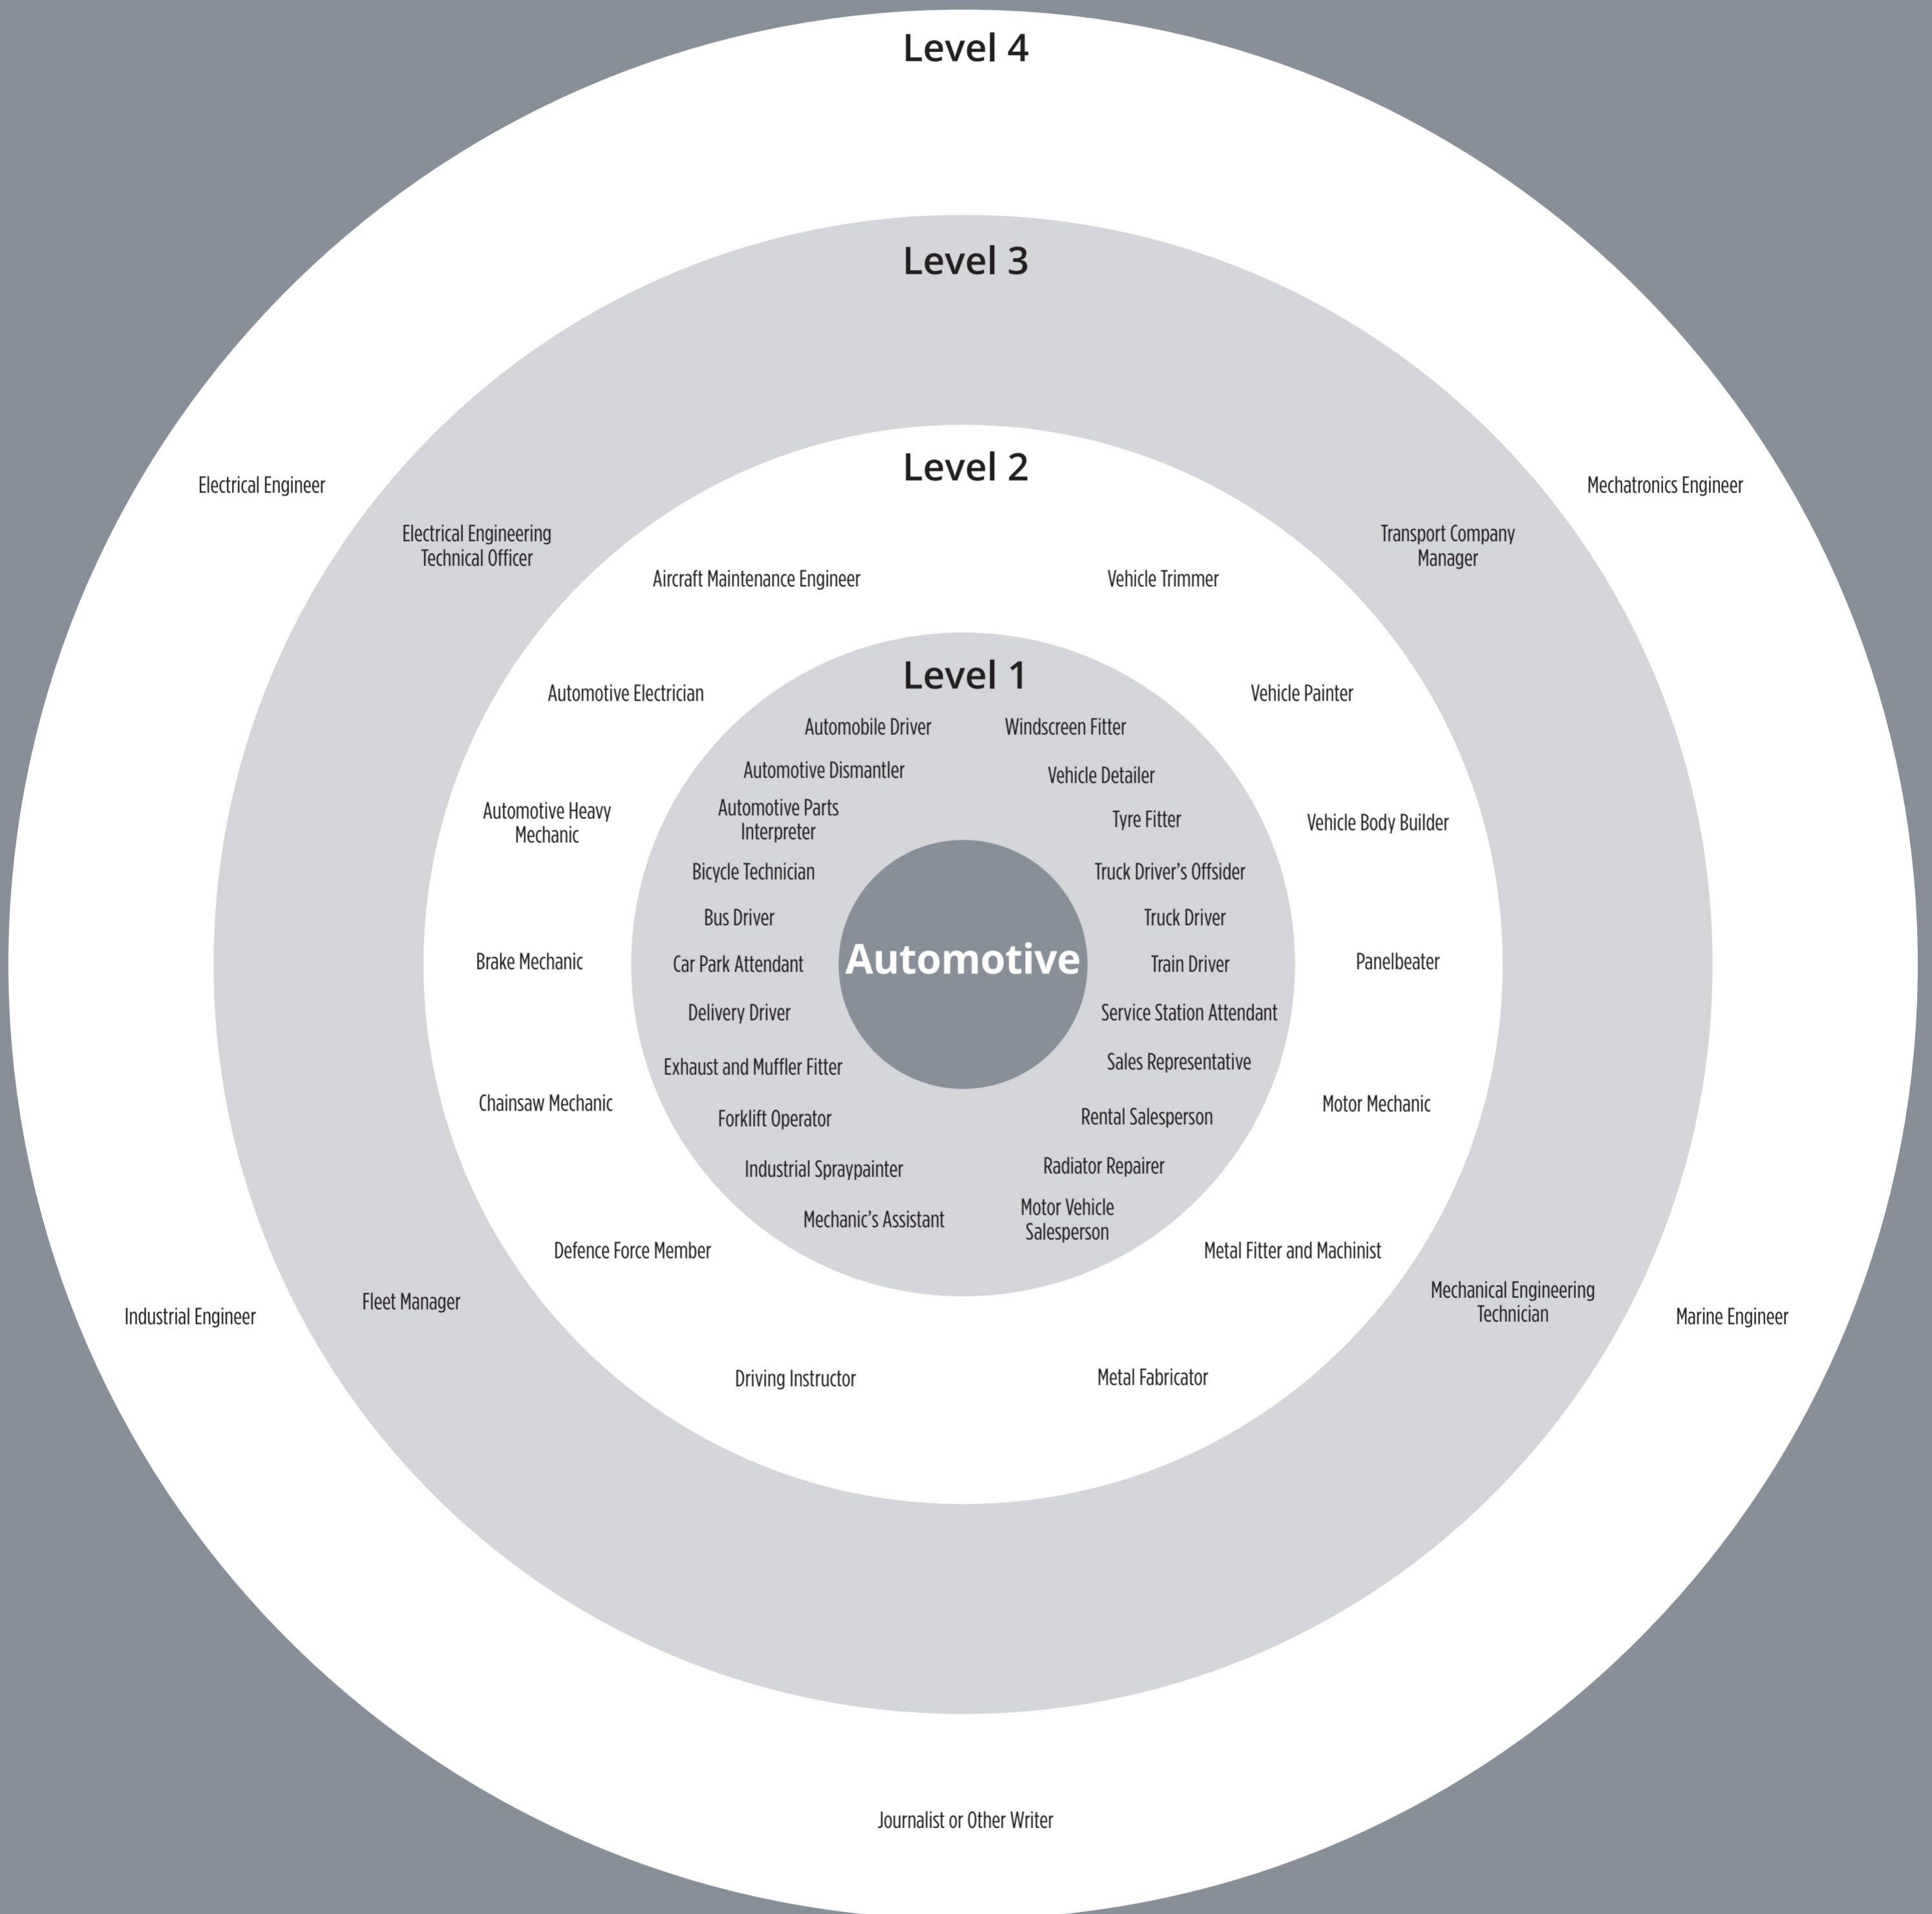 Level 4
Level 3
Level 2
Level 1
Electrical Engineer
Mechatronics Engineer
Electrical Engineering
Technical Officer
Transport Company
Manager
Aircraft Maintenance Engineer
Vehicle Trimmer
Automotive Electrician
Vehicle Painter
Automobile Driver
Windscreen Fitter
Automotive Dismantler
Vehicle Detailer
Automotive Parts
Interpreter
Tyre Fitter
Automotive Heavy
Mechanic
Vehicle Body Builder
Bicycle Technician
Truck Driver’s Offsider
Bus Driver
Truck Driver
Brake Mechanic
Car Park Attendant
Automotive
Train Driver
Panelbeater
Delivery Driver
Service Station Attendant
Exhaust and Muffler Fitter
Sales Representative
Chainsaw Mechanic
Motor Mechanic
Forklift Operator
Rental Salesperson
Industrial Spraypainter
Radiator Repairer
Mechanic’s Assistant
Motor Vehicle
Salesperson
Defence Force Member
Metal Fitter and Machinist
Fleet Manager
Mechanical Engineering
Technician
Industrial Engineer
Marine Engineer
Driving Instructor
Metal Fabricator
Journalist or Other Writer